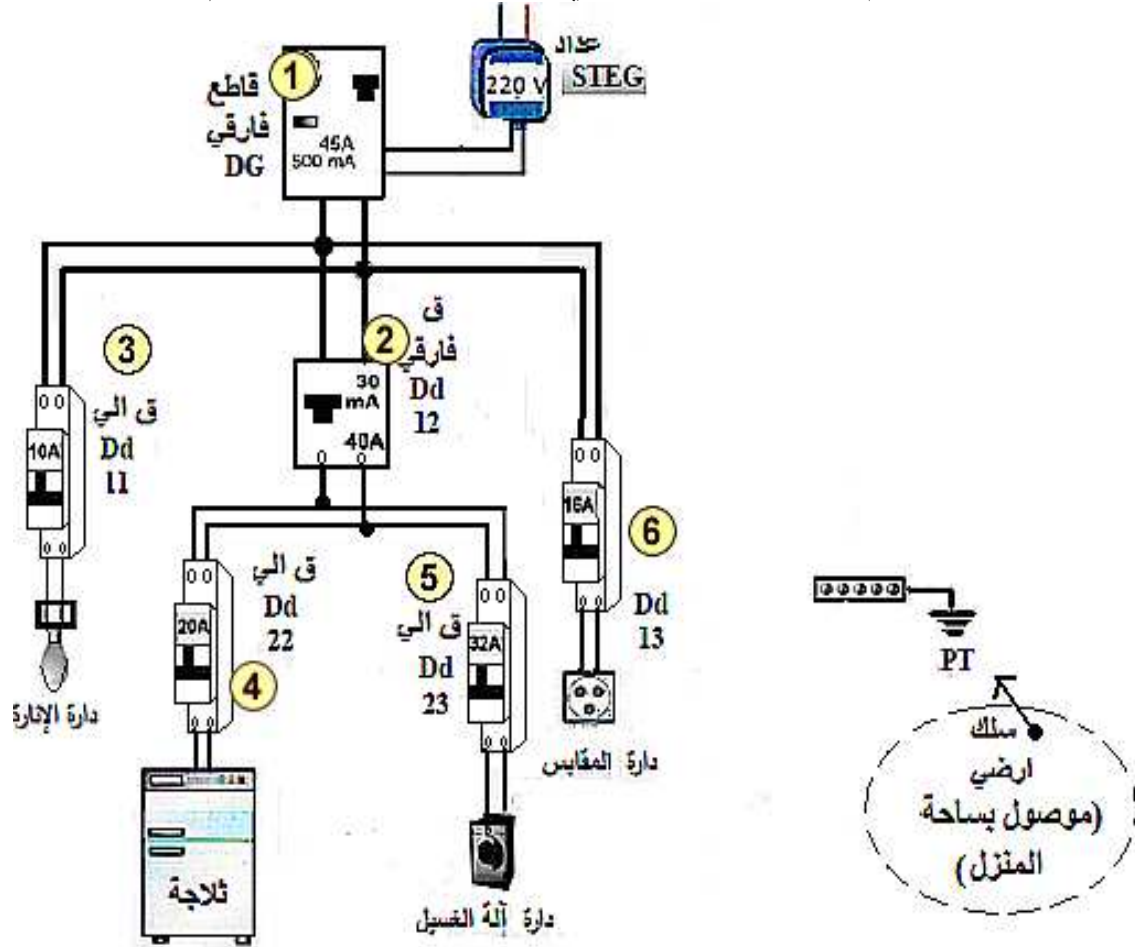 عداد
STEG
220 V
1
قاطع
فارقي
DG
45A
500 mA
2
ق
فارقي
Dd
12
30
mA
40A
3
ق الي
Dd
11
10A
دارة الإنارة
ق الي
Dd
22
20A
4
ثلاجة
5
ق الي
Dd
23
32A
دارة آلة الغسيل
6
16A
Dd
13
دارة المقابس
PT
سلك
ارضي
(موصول بساحة
المنزل)